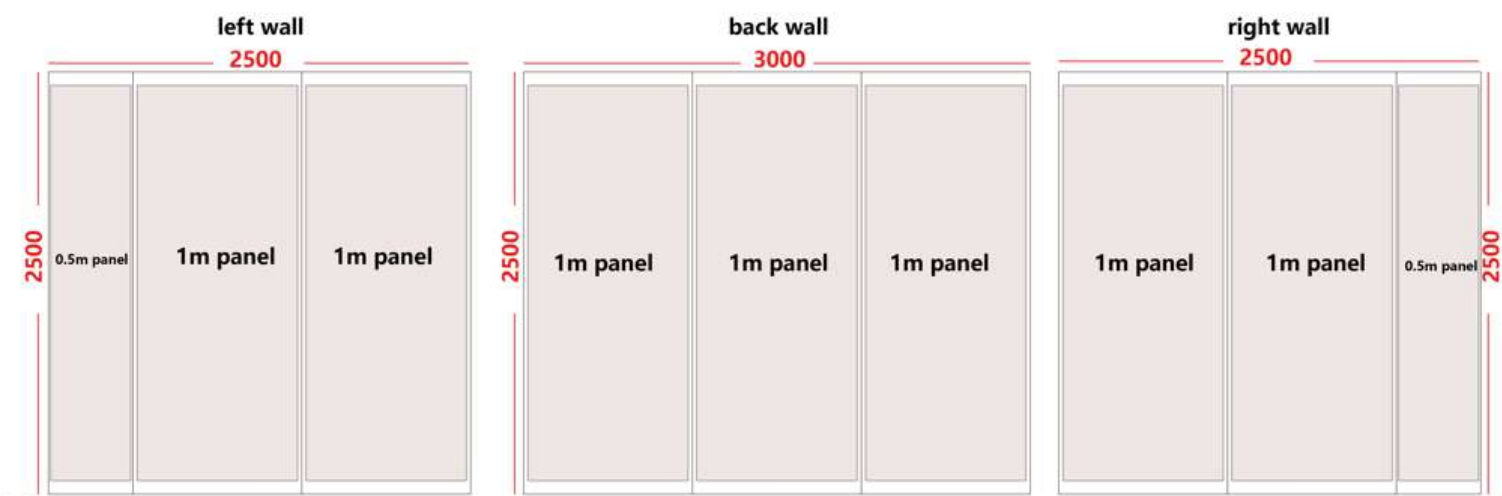 left wall
2500
2500
0.5m panel
1m panel
1m panel
back wall
3000
2500
1m panel
1m panel
1m panel
right wall
2500
1m panel
1m panel
0.5m panel
2500